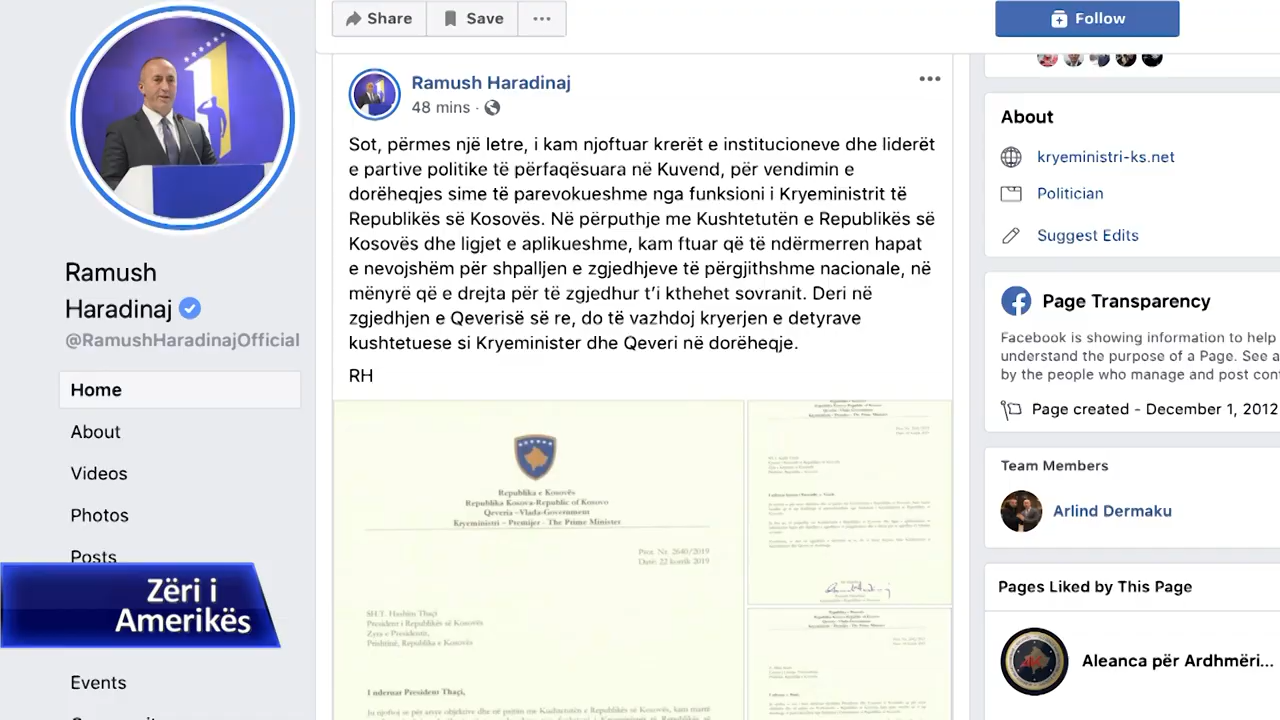 Share
Save
Follow
Ramush Haradinaj
48 mins ·
Sot, përmes një letre, i kam njoftuar krerët e institucioneve dhe liderët
e partive politike të përfaqësuara në Kuvend, për vendimin e
dorëheqjes sime të parevokueshme nga funksioni i Kryeministrit të
Republikës së Kosovës. Në përputhje me Kushtetutën e Republikës së
Kosovës dhe ligjet e aplikueshme, kam ftuar që të ndërmerren hapat
e nevojshëm për shpalljen e zgjedhjeve të përgjithshme nacionale, në
mënyrë që e drejta për të zgjedhur t’i kthehet sovranit. Deri në
zgjedhjen e Qeverisë së re, do të vazhdoj kryerjen e detyrave
kushtetuese si Kryeminister dhe Qeveri në dorëheqje.
RH
Republika e Kosovës
Republika Kosova-Republic of Kosovo
Qeveria -Vlada-Government
Kryeministri - Premijer - The Prime Minister
Prot. Nr. 2640/2019
Datë: 22 korrik 2019
SH.T. Hashim Thaçi
President i Republikës së Kosovës
Zyra e Presidentit,
Prishtinë, Republika e Kosovës
I nderuar President Thaçi,
Ramush
Haradinaj
@RamushHaradinajOfficial
Home
About
Videos
Photos
Posts
Zëri i
Amerikës
Events
About
kryeministri-ks.net
Politician
Suggest Edits
Page Transparency
Facebook is showing information to help
understand the purpose of a Page. See a
by the people who manage and post con
Page created - December 1, 2012
Team Members
Arlind Dermaku
Pages Liked by This Page
Aleanca për Ardhmëri...